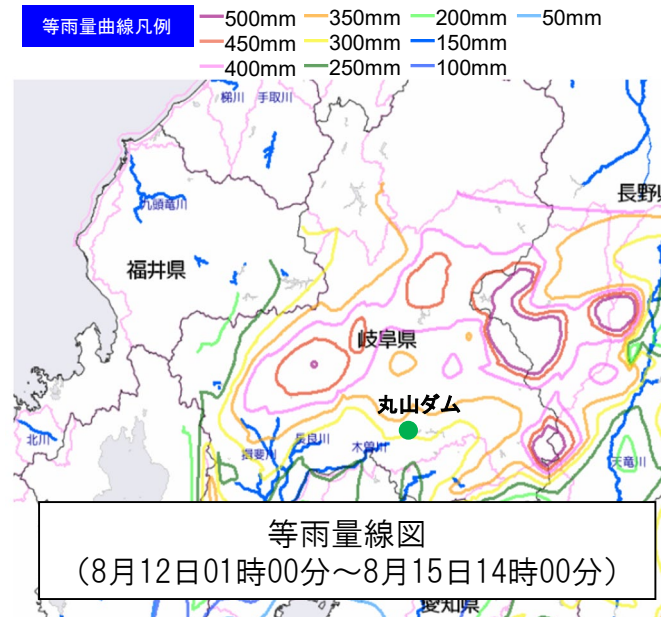 等雨量曲線凡例
500mm 350mm 200mm 50mm
450mm 300mm 150mm
400mm 250mm 100mm
梯川 手取川
長野県
九頭竜川
福井県
岐阜県
丸山ダム
北川 揖斐川 長良川 木曽川 天竜川
等雨量線図
(8月12日01時00分~8月15日14時00分)
愛知県